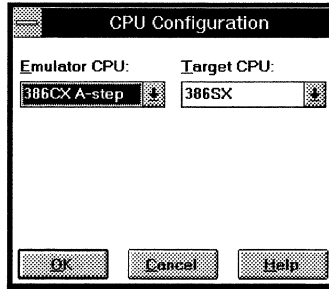 CPU Configuration
Emulator CPU: Target CPU:
386CX A-step 386SX
OK Cancel Help